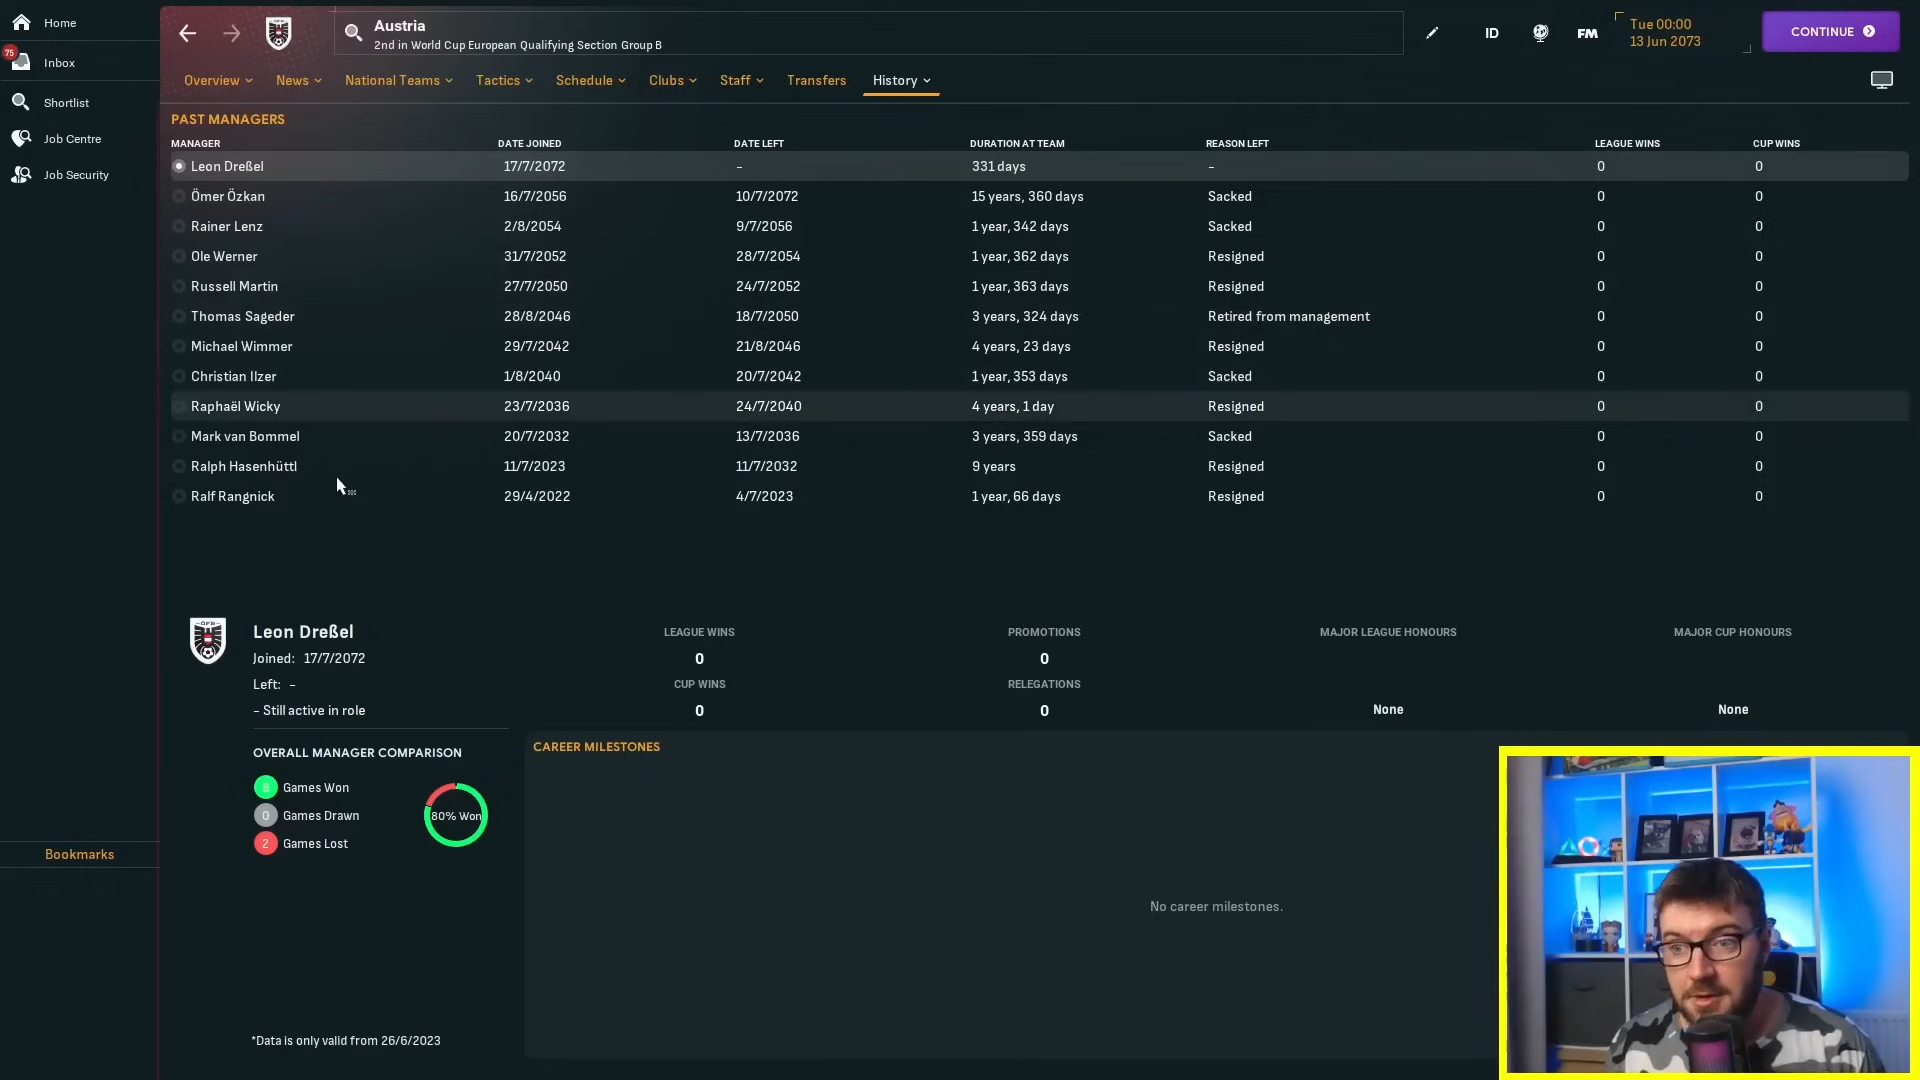 Home
75
Inbox
Shortlist
Job Centre
Job Security
Bookmarks
Austria
2nd in World Cup European Qualifying Section Group B
ID
FM
Tue 00:00
13 Jun 2073
CONTINUE
Overview News National Teams Tactics Schedule Clubs Staff Transfers History
PAST MANAGERS
MANAGER DATE JOINED DATE LEFT DURATION AT TEAM REASON LEFT LEAGUE WINS CUP WINS
Leon Dreßel 17/7/2072 - 331 days - 0 0
Ömer Özkan 16/7/2056 10/7/2072 15 years, 360 days Sacked 0 0
Rainer Lenz 2/8/2054 9/7/2056 1 year, 342 days Sacked 0 0
Ole Werner 31/7/2052 28/7/2054 1 year, 362 days Resigned 0 0
Russell Martin 27/7/2050 24/7/2052 1 year, 363 days Resigned 0 0
Thomas Sageder 28/8/2046 18/7/2050 3 years, 324 days Retired from management 0 0
Michael Wimmer 29/7/2042 21/8/2046 4 years, 23 days Resigned 0 0
Christian Ilzer 1/8/2040 20/7/2042 1 year, 353 days Sacked 0 0
Raphaël Wicky 23/7/2036 24/7/2040 4 years, 1 day Resigned 0 0
Mark van Bommel 20/7/2032 13/7/2036 3 years, 359 days Sacked 0 0
Ralph Hasenhüttl 11/7/2023 11/7/2032 9 years Resigned 0 0
Ralf Rangnick 29/4/2022 4/7/2023 1 year, 66 days Resigned 0 0
Leon Dreßel
Joined: 17/7/2072
Left: -
- Still active in role
LEAGUE WINS
0
CUP WINS
0
PROMOTIONS
0
RELEGATIONS
0
MAJOR LEAGUE HONOURS
None
MAJOR CUP HONOURS
None
OVERALL MANAGER COMPARISON
8 Games Won
0 Games Drawn
2 Games Lost
80% Won
*Data is only valid from 26/6/2023
CAREER MILESTONES
No career milestones.